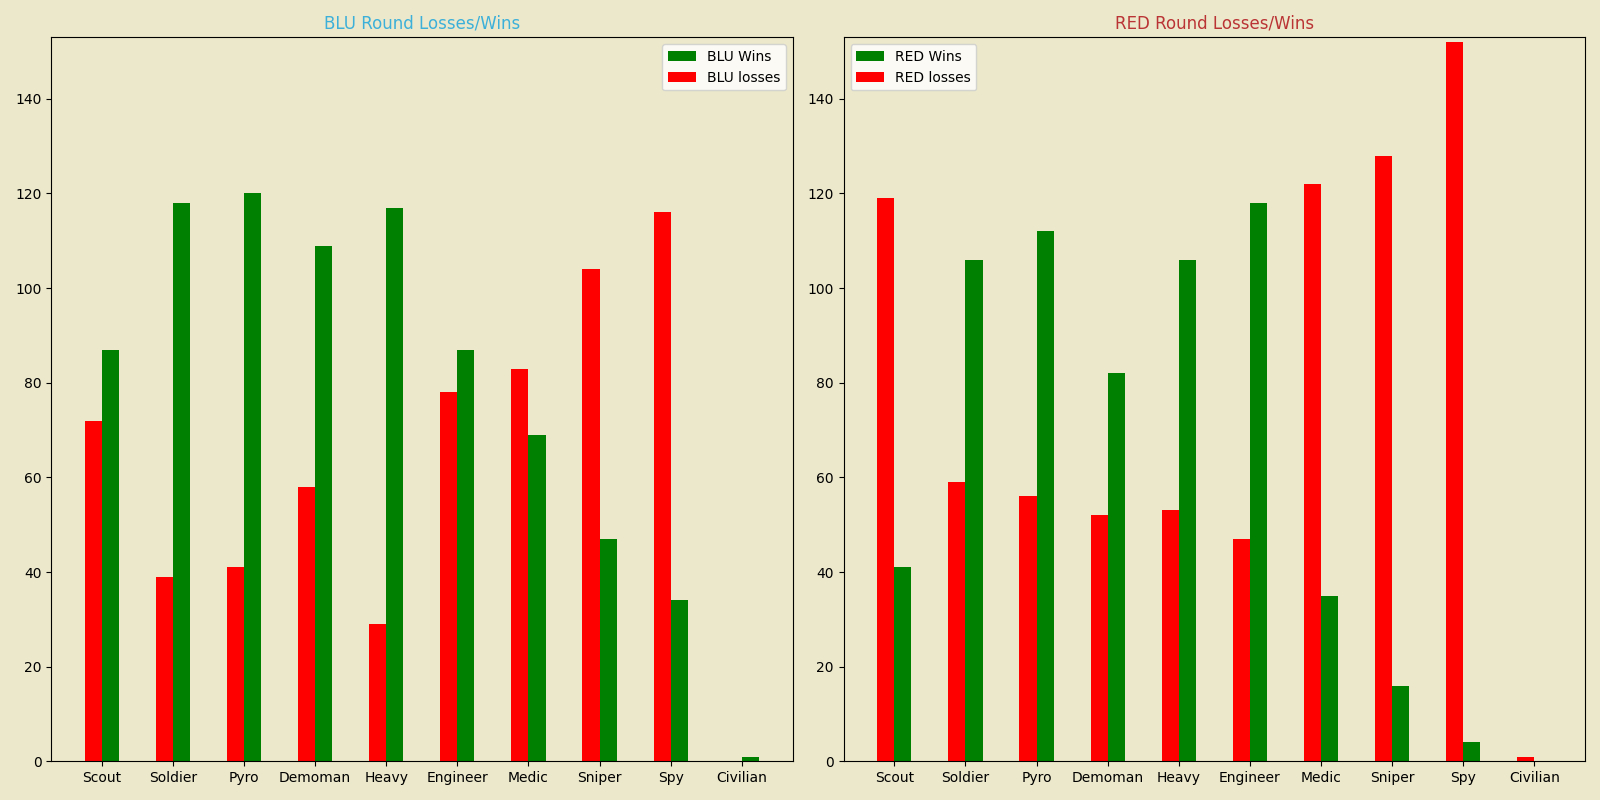 BLU Round Losses/Wins
BLU Wins
BLU losses
140
120
100
80
60
40
20
0
Scout Soldier Pyro Demoman Heavy Engineer Medic Sniper Spy Civilian
RED Round Losses/Wins
RED Wins
RED losses
140
120
100
80
60
40
20
0
Scout Soldier Pyro Demoman Heavy Engineer Medic Sniper Spy Civilian